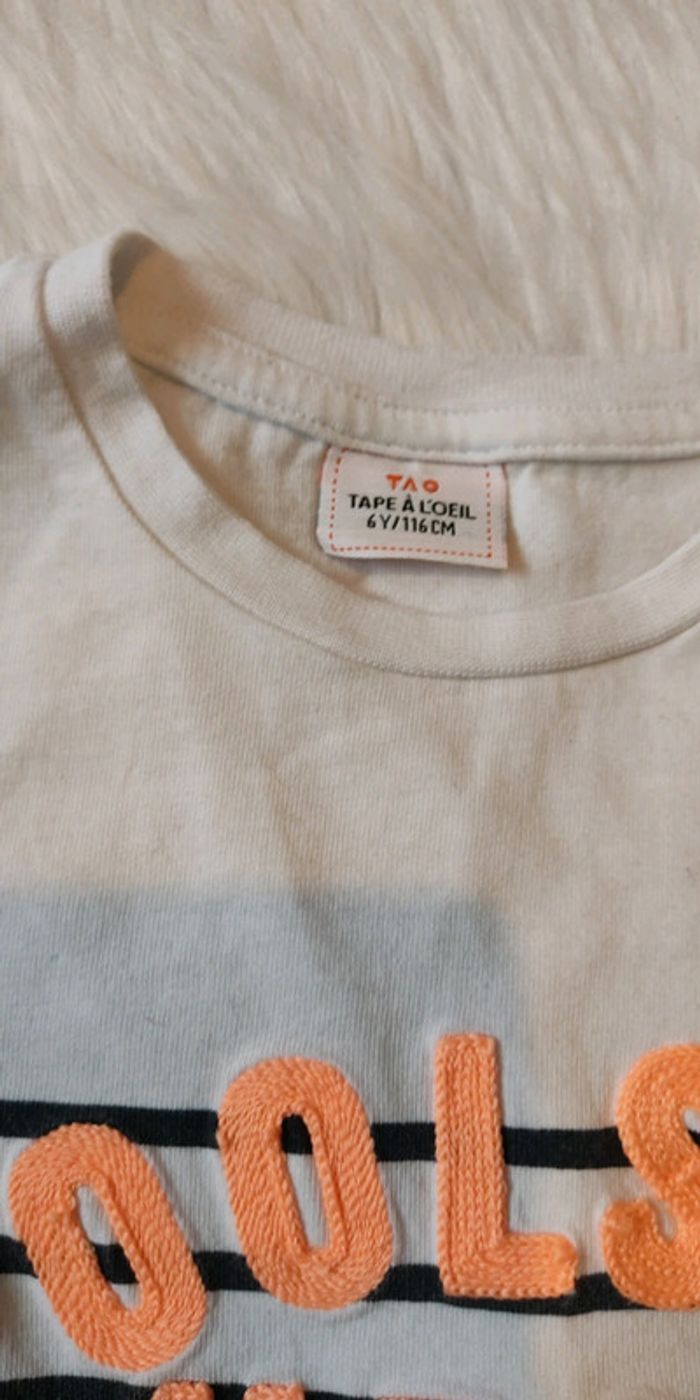 TAO
TAPE À L'OEIL
6Y/116CM
OOLS